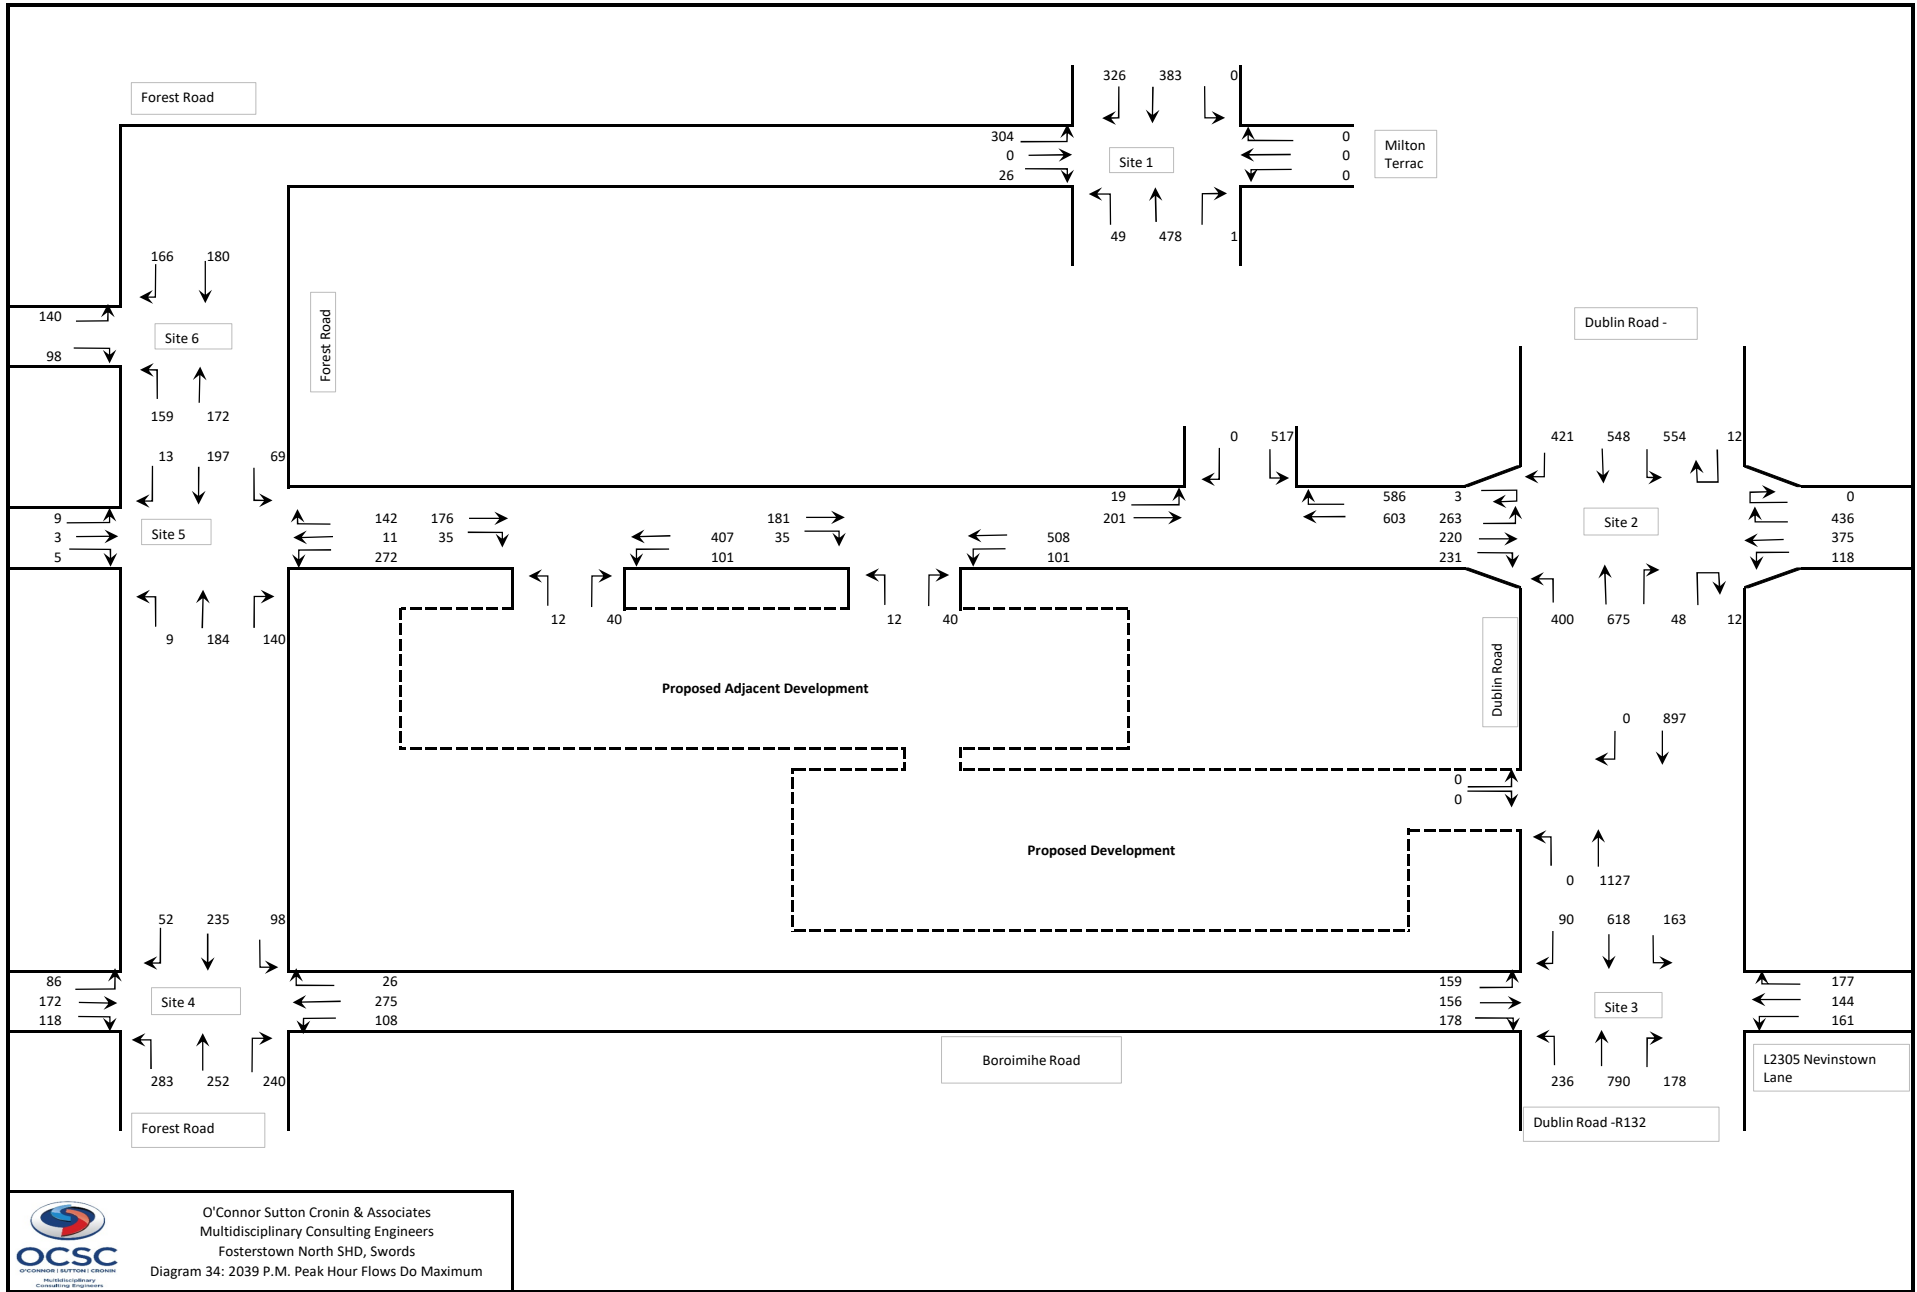 326 383 0
Forest Road
304 0
0 Site 1 0
26 0
Milton
Terrac
49 478 1
166 180
140
Site 6
98
Forest Road
159 172
Dublin Road -
13 197 69
0 517
421 548 554 12
9 142 176 181 19 586 3 0
3 Site 5 11 35 407 35 508 201 603 263 Site 2 436
5 272 101 101 220 375
231 118
9 184 140
12 40 12 40
400 675 48 12
Dublin Road
Proposed Adjacent Development
0 897
0
0
Proposed Development
0 1127
52 235 98
90 618 163
86 26 159 177
172 Site 4 275 156 Site 3 144
118 108 178 161
Boroimihe Road
L2305 Nevinstown
Lane
283 252 240
236 790 178
Forest Road
Dublin Road -R132
O'Connor Sutton Cronin & Associates
Multidisciplinary Consulting Engineers
Fosterstown North SHD, Swords
Diagram 34: 2039 P.M. Peak Hour Flows Do Maximum
OCSC
O'CONNOR | SUTTON | CRONIN
Multidisciplinary
Consulting Engineers